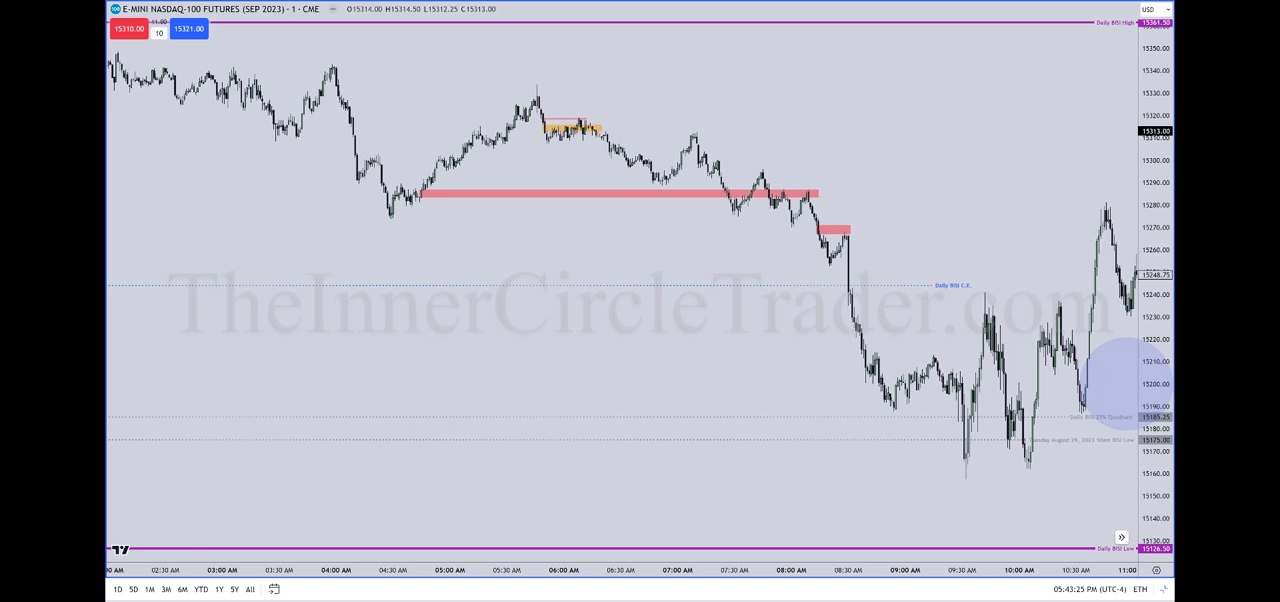 100 E-MINI NASDAQ-100 FUTURES (SEP 2023) · 1 · CME O15314.00 H15314.50 L15312.25 C15313.00
USD
Daily BISI High 15361.50
11.00
15310.00 10 15321.00
15350.00
15340.00
15330.00
15320.00
15313.00
15310.00
15300.00
15290.00
15280.00
15270.00
15260.00
15248.75
Daily BISI C.E.
TheInnerCircleTrader.com
15240.00
15230.00
15220.00
15210.00
15200.00
15190.00
Daily BISI 25% Quadrant 15185.25
15180.00
Tuesday August 29, 2023 10am BISI Low 15175.00
15170.00
15160.00
15150.00
15140.00
15130.00
Daily BISI Low 15126.50
AM 02:30 AM 03:00 AM 03:30 AM 04:00 AM 04:30 AM 05:00 AM 05:30 AM 06:00 AM 06:30 AM 07:00 AM 07:30 AM 08:00 AM 08:30 AM 09:00 AM 09:30 AM 10:00 AM 10:30 AM 11:00
1D 5D 1M 3M 6M YTD 1Y 5Y All 05:43:25 PM (UTC-4) ETH